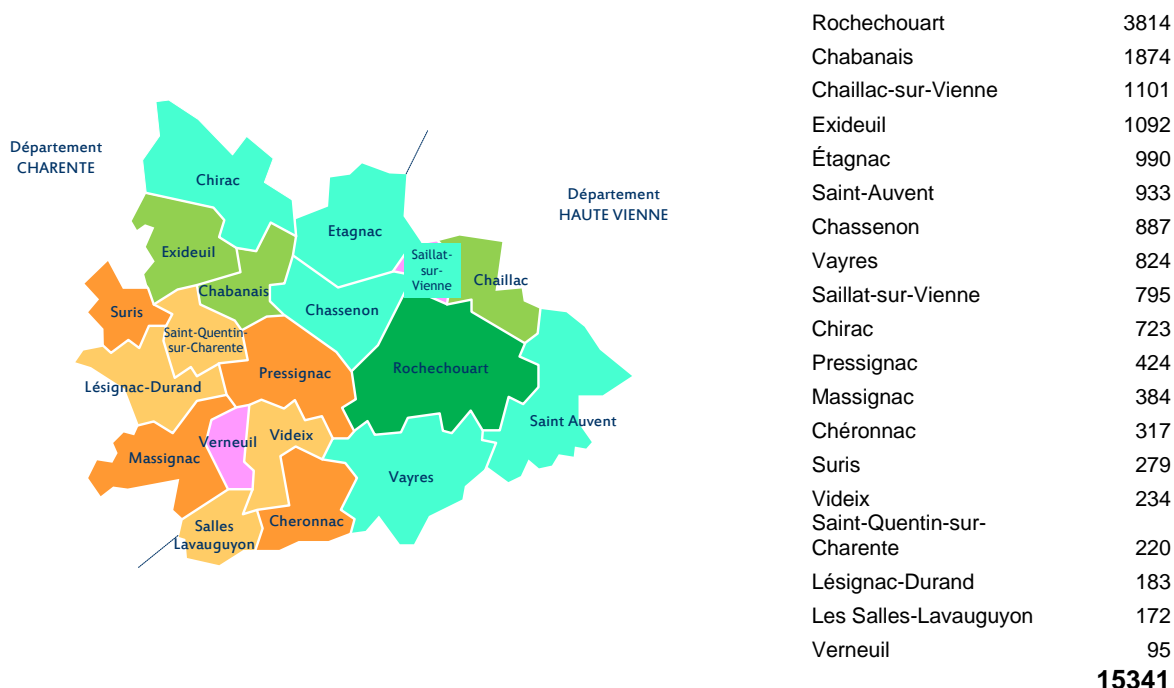 Département
CHARENTE
Département
HAUTE VIENNE
Chirac
Etagnac
Exideuil
Saillat-
sur-
Vienne
Chaillac
Chabanais
Chassenon
Suris
Saint-Quentin-
sur-Charente
Lésignac-Durand
Pressignac
Rochechouart
Saint Auvent
Massignac
Verneuil
Videix
Vayres
Salles
Lavauguyon
Cheronnac
Rochechouart 3814
Chabanais 1874
Chaillac-sur-Vienne 1101
Exideuil 1092
Étagnac 990
Saint-Auvent 933
Chassenon 887
Vayres 824
Saillat-sur-Vienne 795
Chirac 723
Pressignac 424
Massignac 384
Chéronnac 317
Suris 279
Videix 234
Saint-Quentin-sur-
Charente 220
Lésignac-Durand 183
Les Salles-Lavauguyon 172
Verneuil 95
15341